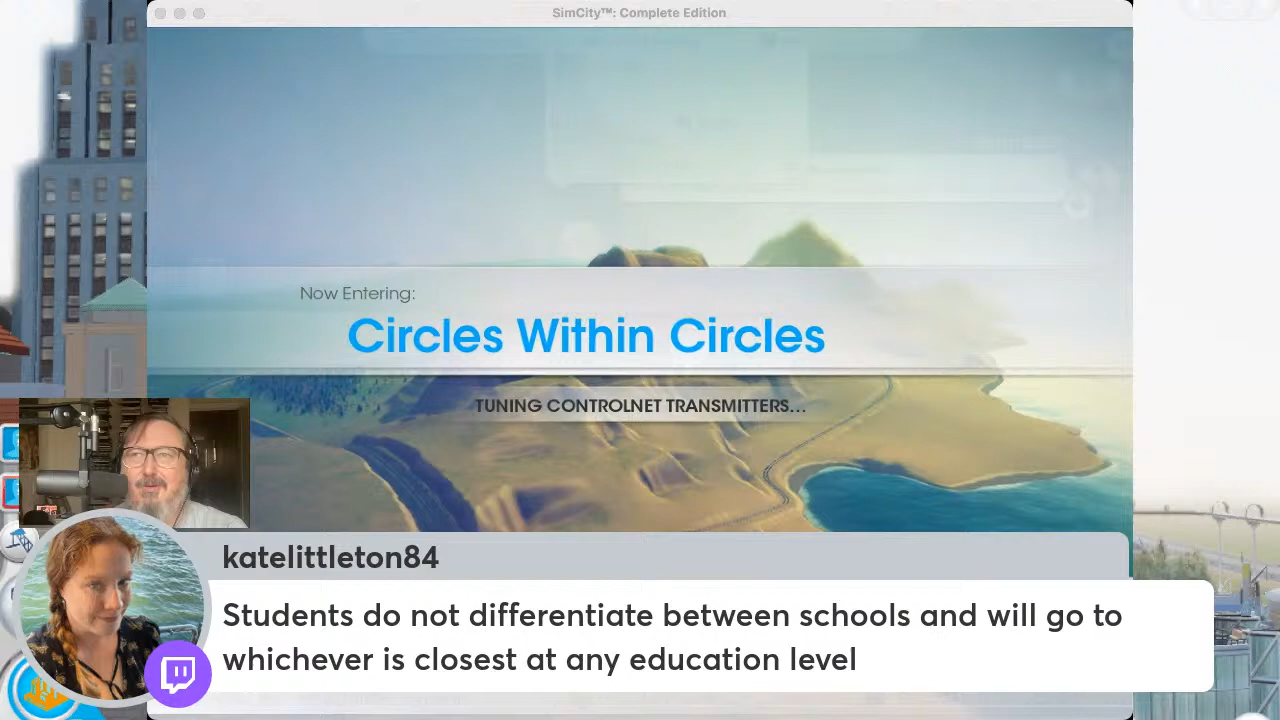 SimCity™: Complete Edition
Now Entering:
Circles Within Circles
TUNING CONTROLNET TRANSMITTERS...
katelittleton84
Students do not differentiate between schools and will go to
whichever is closest at any education level